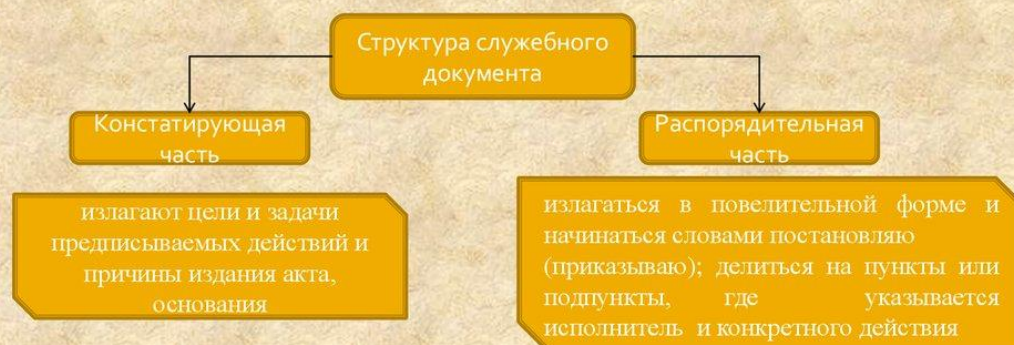 Структура служебного
документа
Констатирующая
часть
Распорядительная
часть
излагают цели и задачи
предписываемых действий и
причины издания акта,
основания
излагаться в повелительной форме и
начинаться словами постановляю
(приказываю); делиться на пункты или
подпункты, где указывается
исполнитель и конкретного действия